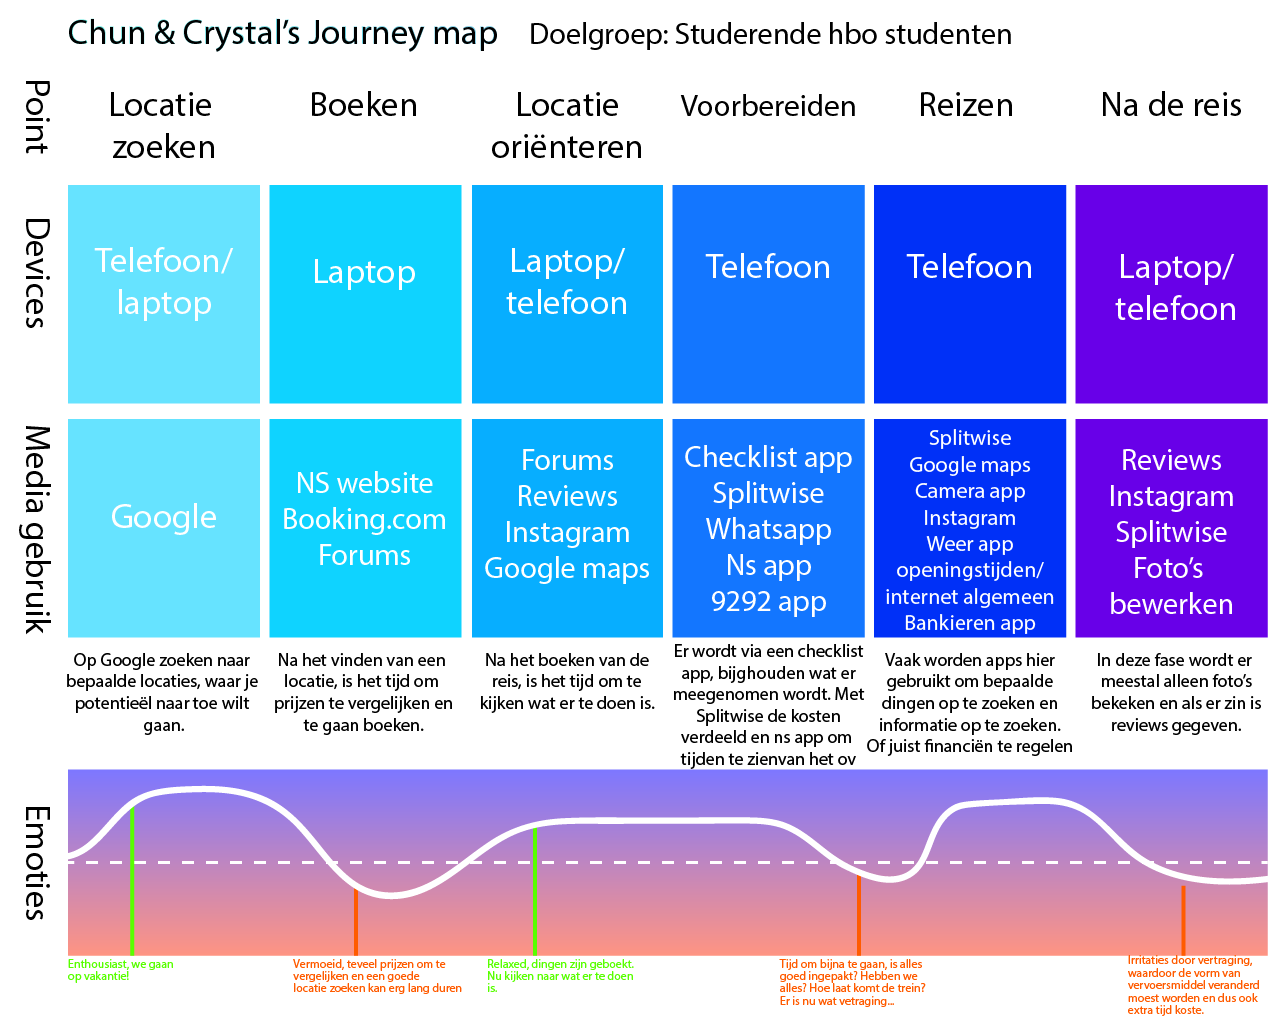 Chun & Crystal's Journey map
Doelgroep: Studerende hbo studenten
Point
Locatie
zoeken
Boeken
Locatie
oriënteren
Voorbereiden
Reizen
Na de reis
Devices
Telefoon/
laptop
Laptop
Laptop/
telefoon
Telefoon
Telefoon
Laptop/
telefoon
Media gebruik
Google
NS website
Booking.com
Forums
Forums
Reviews
Instagram
Google maps
Checklist app
Splitwise
Whatsapp
Ns app
9292 app
Splitwise
Google maps
Camera app
Instagram
Weer app
openingstijden/
internet algemeen
Bankieren app
Reviews
Instagram
Splitwise
Foto's
bewerken
Op Google zoeken naar
bepaalde locaties, waar je
potentieël naar toe wilt
gaan.
Na het vinden van een
locatie, is het tijd om
prijzen te vergelijken en
te gaan boeken.
Na het boeken van de
reis, is het tijd om te
kijken wat er te doen is.
Er wordt via een checklist
app, bijghouden wat er
meegenomen wordt. Met
Splitwise de kosten
verdeeld en ns app om
tijden te zienvan het ov
Vaak worden apps hier
gebruikt om bepaalde
dingen op te zoeken en
informatie op te zoeken.
Of juist financiën te regelen
In deze fase wordt er
meestal alleen foto's
bekeken en als er zin is
reviews gegeven.
Emoties
Enthousiast, we gaan
op vakantie!
Vermoeid, teveel prijzen om te
vergelijken en een goede
locatie zoeken kan erg lang duren
Relaxed, dingen zijn geboekt.
Nu kijken naar wat er te doen
is.
Tijd om bijna te gaan, is alles
goed ingepakt? Hebben we
alles? Hoe laat komt de trein?
Er is nu wat vetraging...
Irritaties door vertraging,
waardoor de vorm van
vervoersmiddel veranderd
moest worden en dus ook
extra tijd koste.